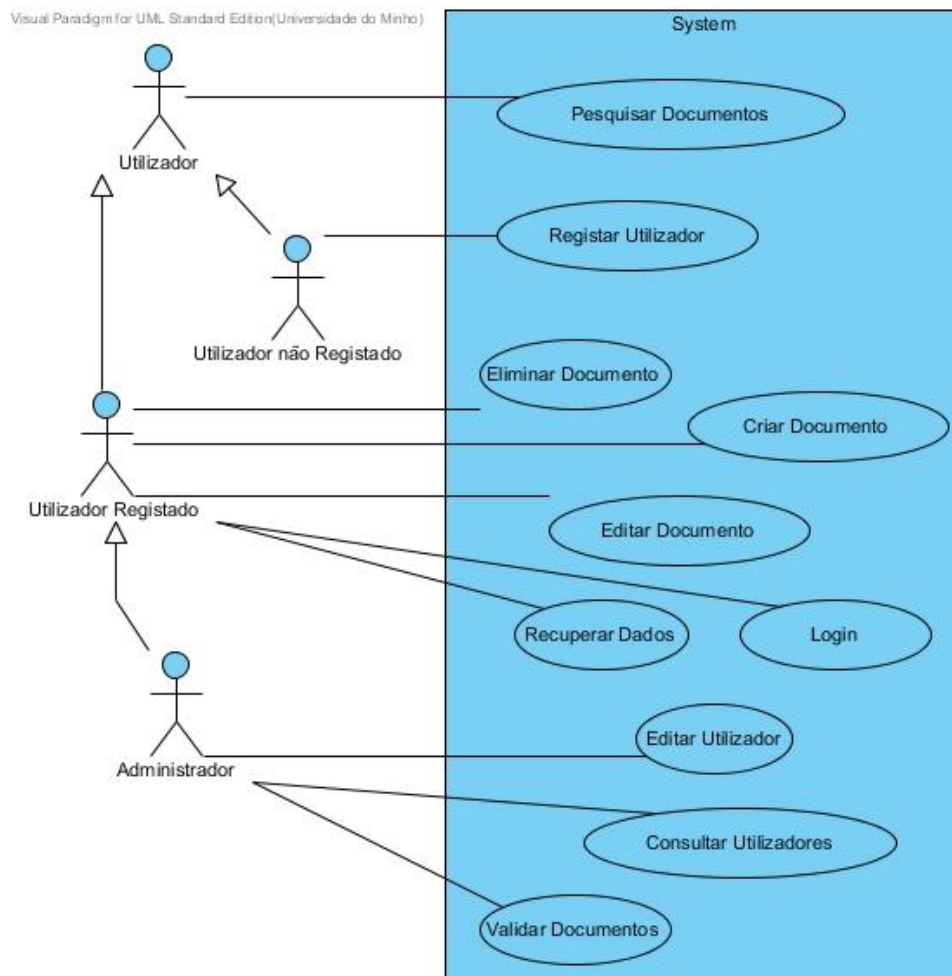 Visual Paradigm for UML Standard Edition(Universidade do Minho)
System
Pesquisar Documentos
Utilizador
Registar Utilizador
Utilizador não Registado
Eliminar Documento
Criar Documento
Utilizador Registado
Editar Documento
Recuperar Dados
Login
Editar Utilizador
Administrador
Consultar Utilizadores
Validar Documentos